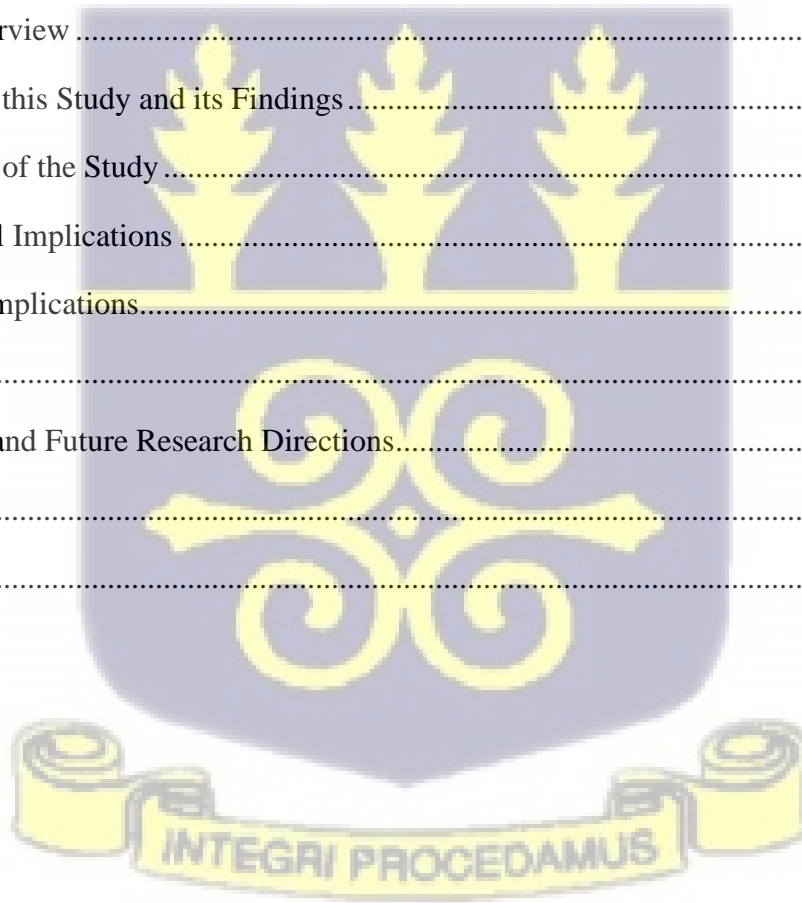 rview ....................................................................................................
this Study and its Findings ...............................................................
of the Study ........................................................................................
l Implications ......................................................................................
mplications...........................................................................................
.............................................................................................................
and Future Research Directions.........................................................
.............................................................................................................
.............................................................................................................
INTEGRI PROCEDAMUS